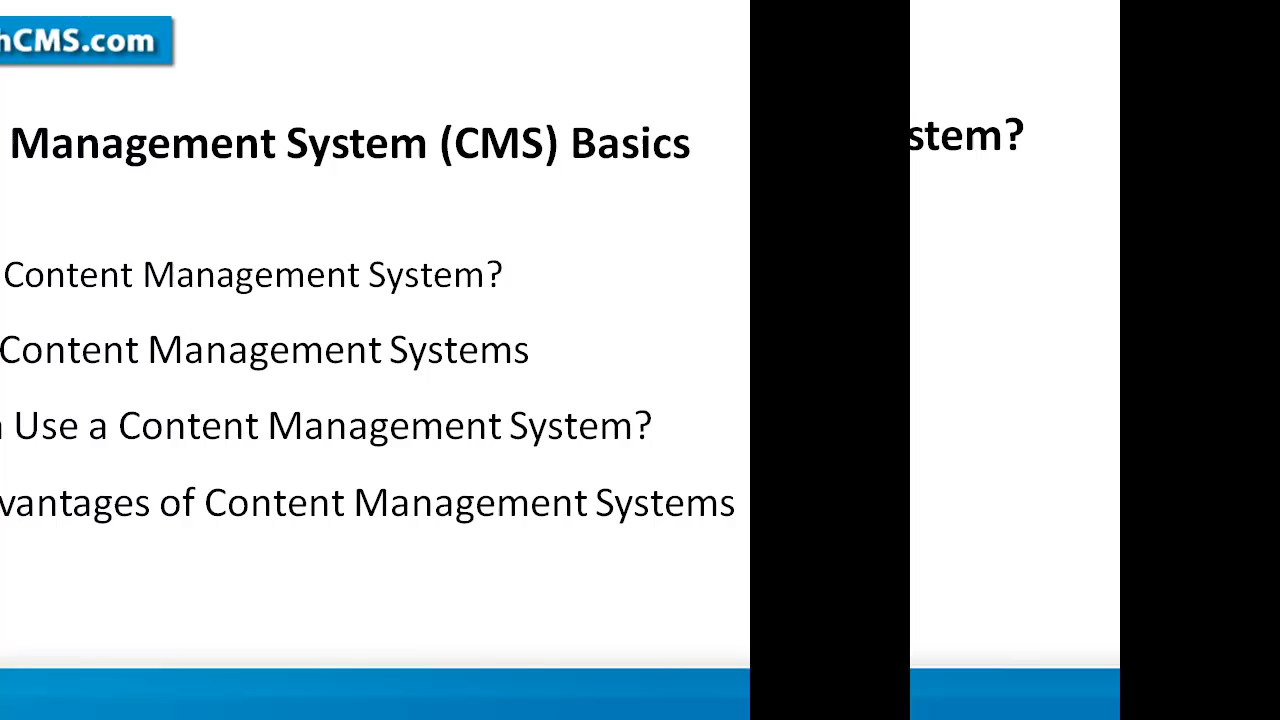 hCMS.com
Management System (CMS) Basics
stem?
Content Management System?
Content Management Systems
Use a Content Management System?
vantages of Content Management Systems